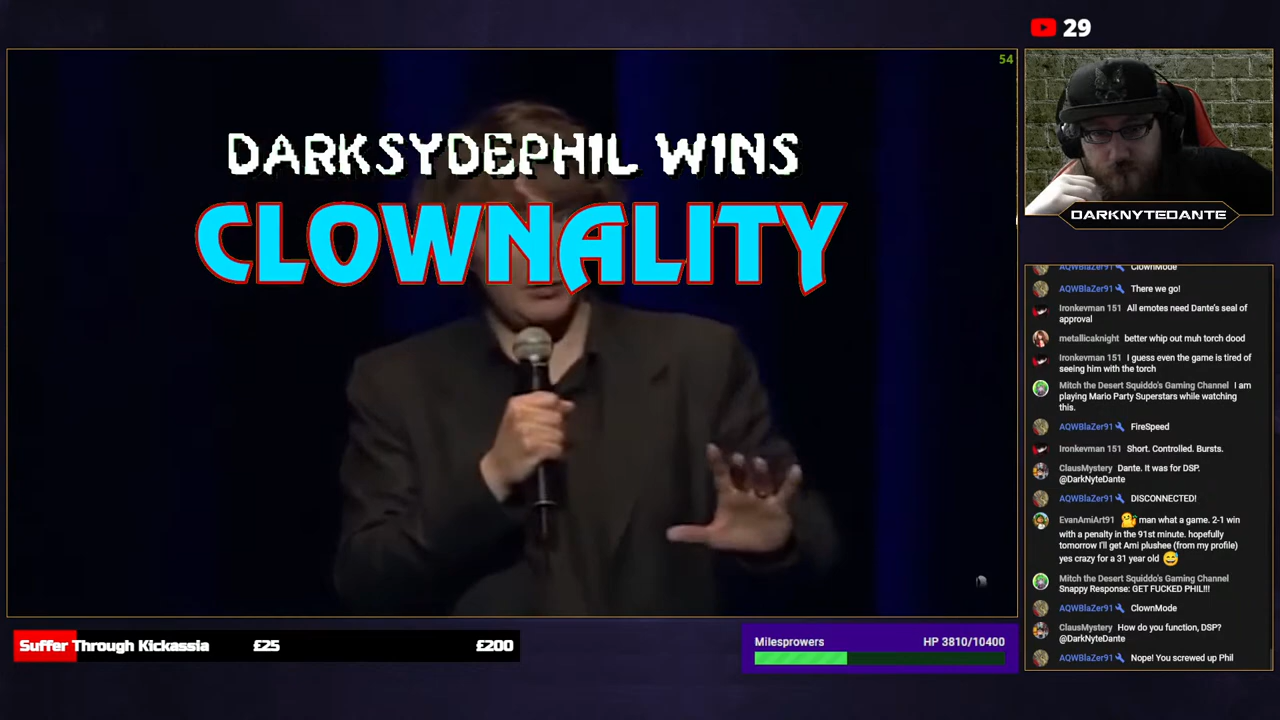 29
54
DARKSYDEPHIL WINS
CLOWNALITY
DARKNYTEDANTE
AQWBlaZer91 ClownMode
AQWBlaZer91 There we go!
Ironkevman 151 All emotes need Dante's seal of
approval
metallicaknight better whip out muh torch dood
Ironkevman 151 I guess even the game is tired of
seeing him with the torch
Mitch the Desert Squiddo's Gaming Channel I am
playing Mario Party Superstars while watching
this.
AQWBlaZer91 FireSpeed
Ironkevman 151 Short. Controlled. Bursts.
ClausMystery Dante. It was for DSP.
@DarkNyteDante
AQWBlaZer91 DISCONNECTED!
EvanAmiArt91 man what a game. 2-1 win
with a penalty in the 91st minute. hopefully
tomorrow I'll get Ami plushee (from my profile)
yes crazy for a 31 year old
Mitch the Desert Squiddo's Gaming Channel
Snappy Response: GET FUCKED PHIL!!!
AQWBlaZer91 ClownMode
ClausMystery How do you function, DSP?
@DarkNyteDante
AQWBlaZer91 Nope! You screwed up Phil
Suffer Through Kickassia £25 £200
Milesprowers HP 3810/10400